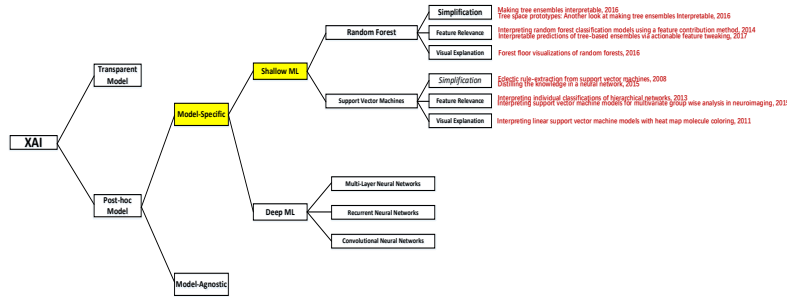 XAI
Transparent
Model
Post-hoc
Model
Model-Specific
Model-Agnostic
Shallow ML
Deep ML
Random Forest
Support Vector Machines
Multi-Layer Neural Networks
Recurrent Neural Networks
Convolutional Neural Networks
Simplification
Making tree ensembles interpretable, 2016
Tree space prototypes: Another look at making tree ensembles Interpretable, 2016
Feature Relevance
Interpreting random forest classification models using a feature contribution method, 2014
Interpretable predictions of tree-based ensembles via actionable feature tweaking, 2017
Visual Explanation
Forest floor visualizations of random forests, 2016
Simplification
Eclectic rule-extraction from support vector machines, 2008
Distilling the knowledge in a neural network, 2015
Feature Relevance
Interpreting individual classifications of hierarchical networks, 2013
Interpreting support vector machine models for multivariate group wise analysis in neuroimaging, 2015
Visual Explanation
Interpreting linear support vector machine models with heat map molecule coloring, 2011